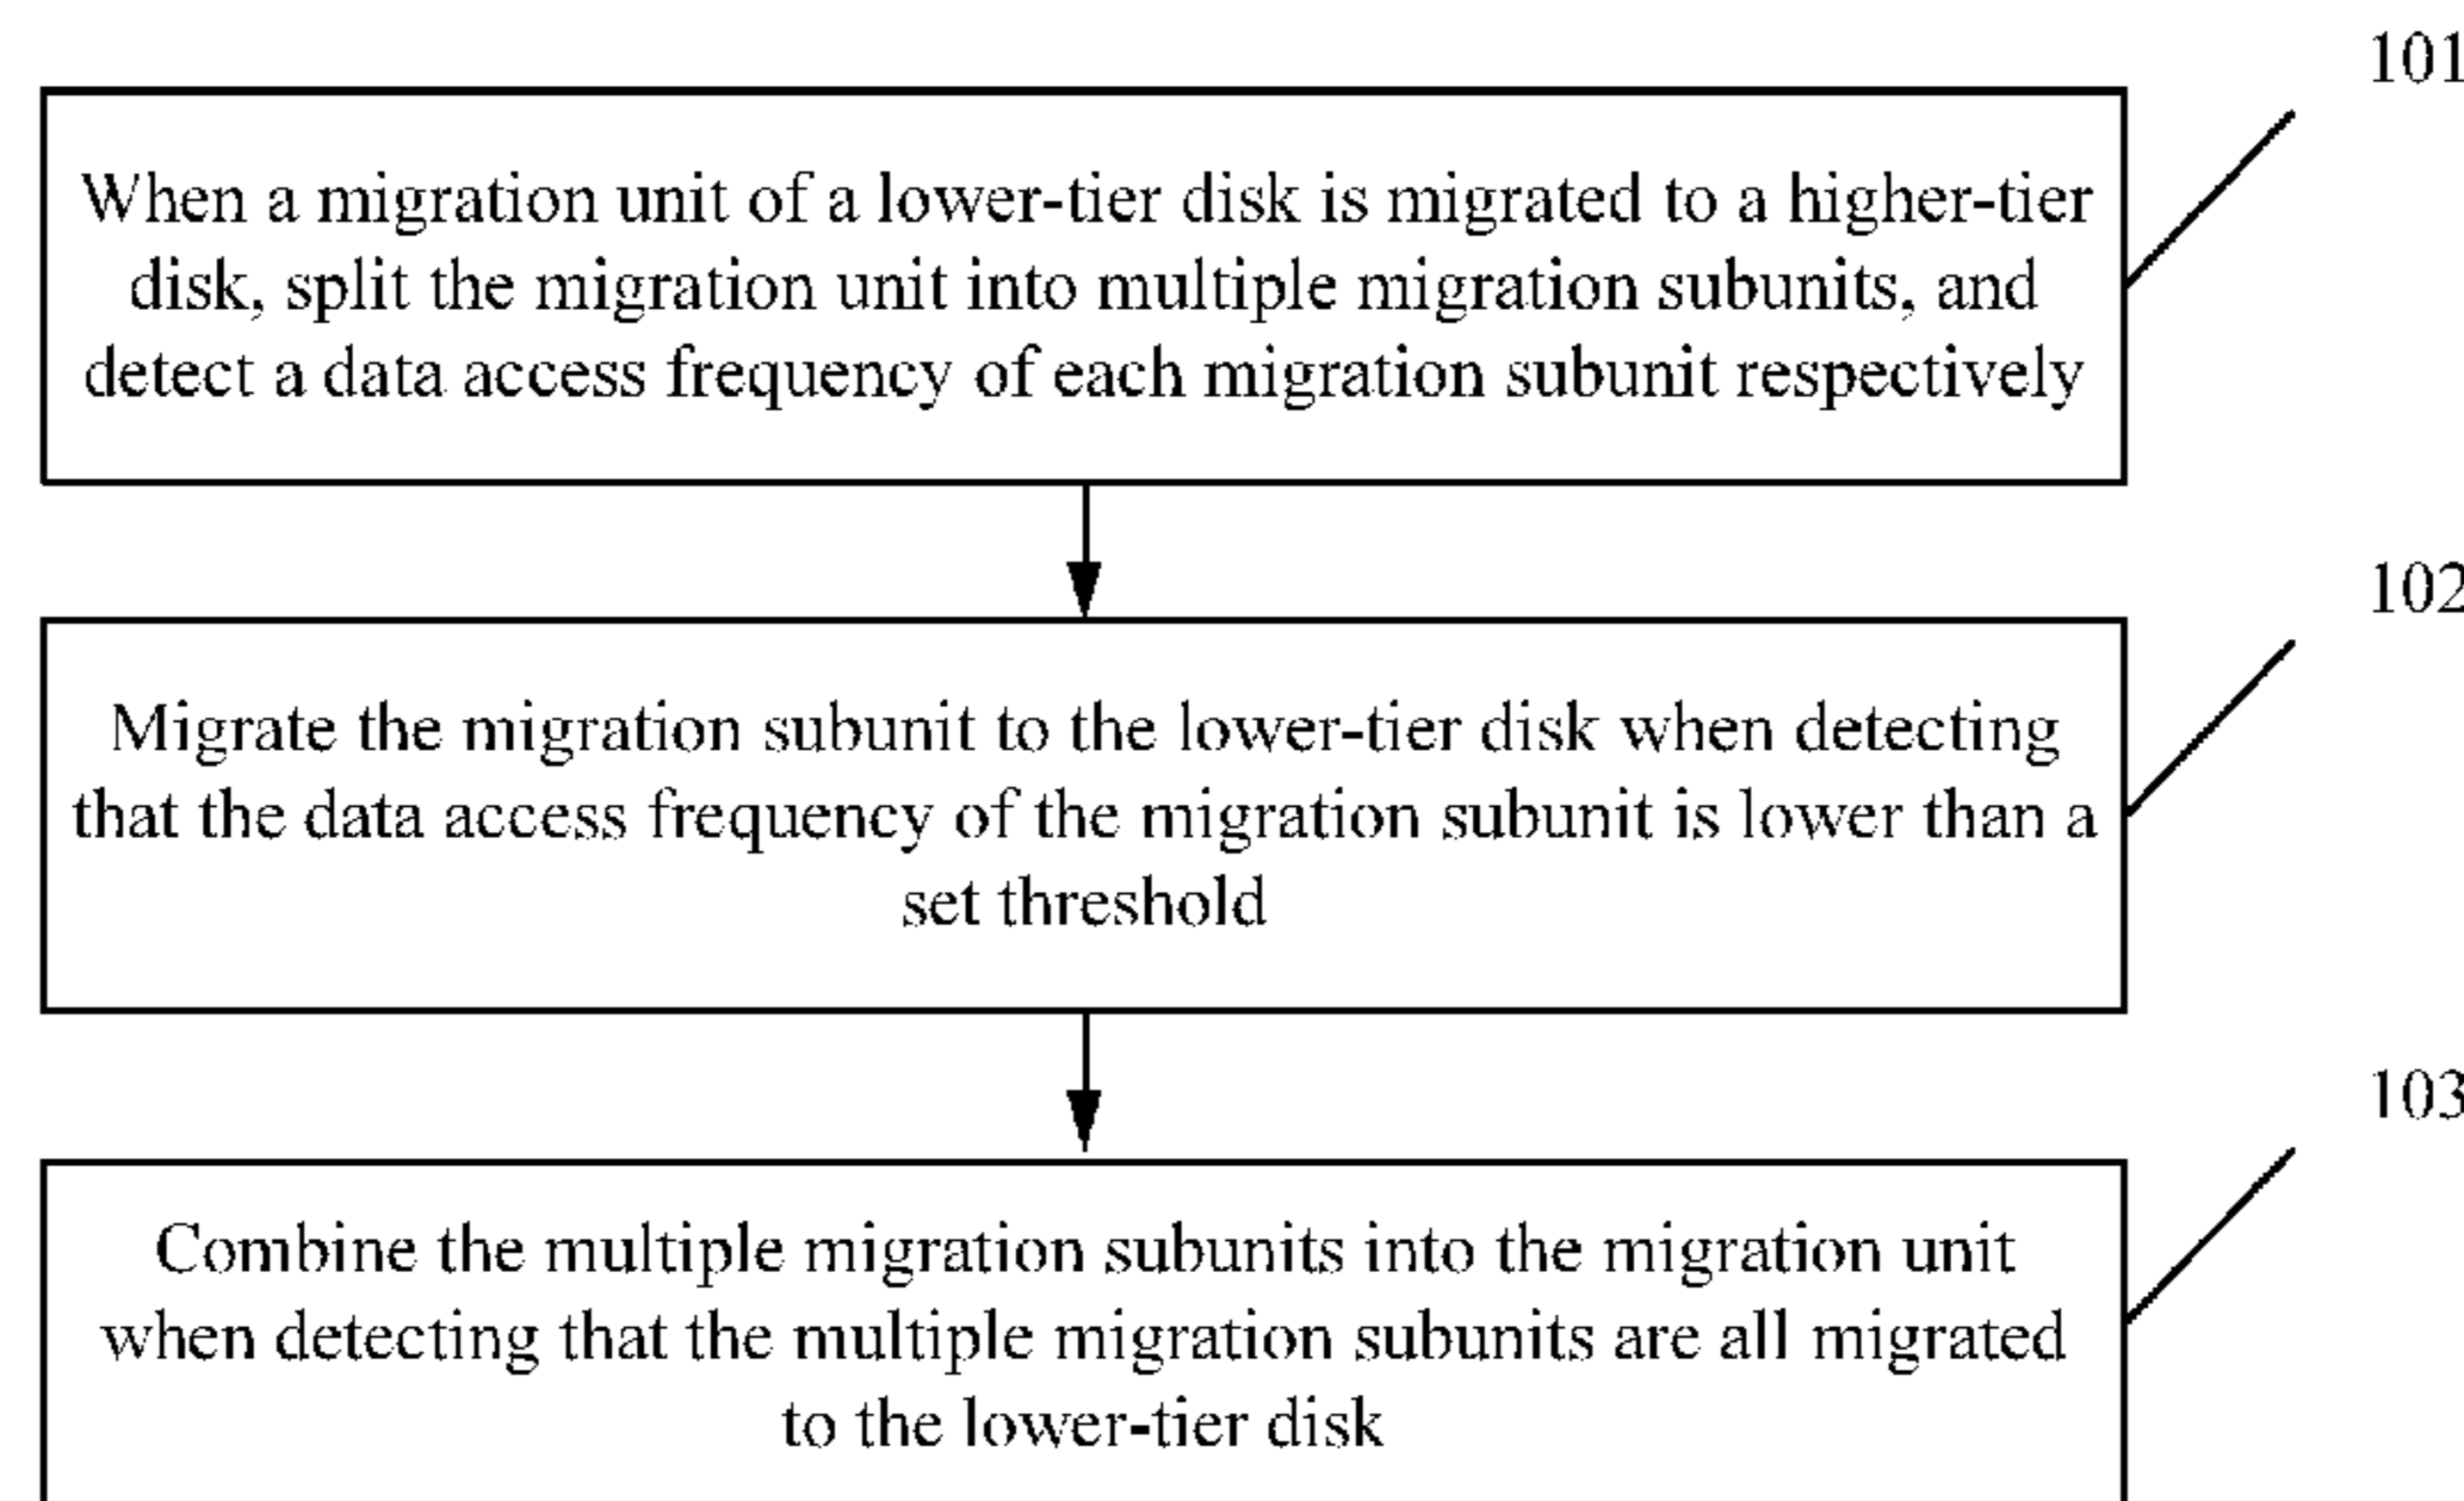 101
When a migration unit of a lower-tier disk is migrated to a higher-tier
disk, split the migration unit into multiple migration subunits, and
detect a data access frequency of each migration subunit respectively
102
Migrate the migration subunit to the lower-tier disk when detecting
that the data access frequency of the migration subunit is lower than a
set threshold
103
Combine the multiple migration subunits into the migration unit
when detecting that the multiple migration subunits are all migrated
to the lower-tier disk